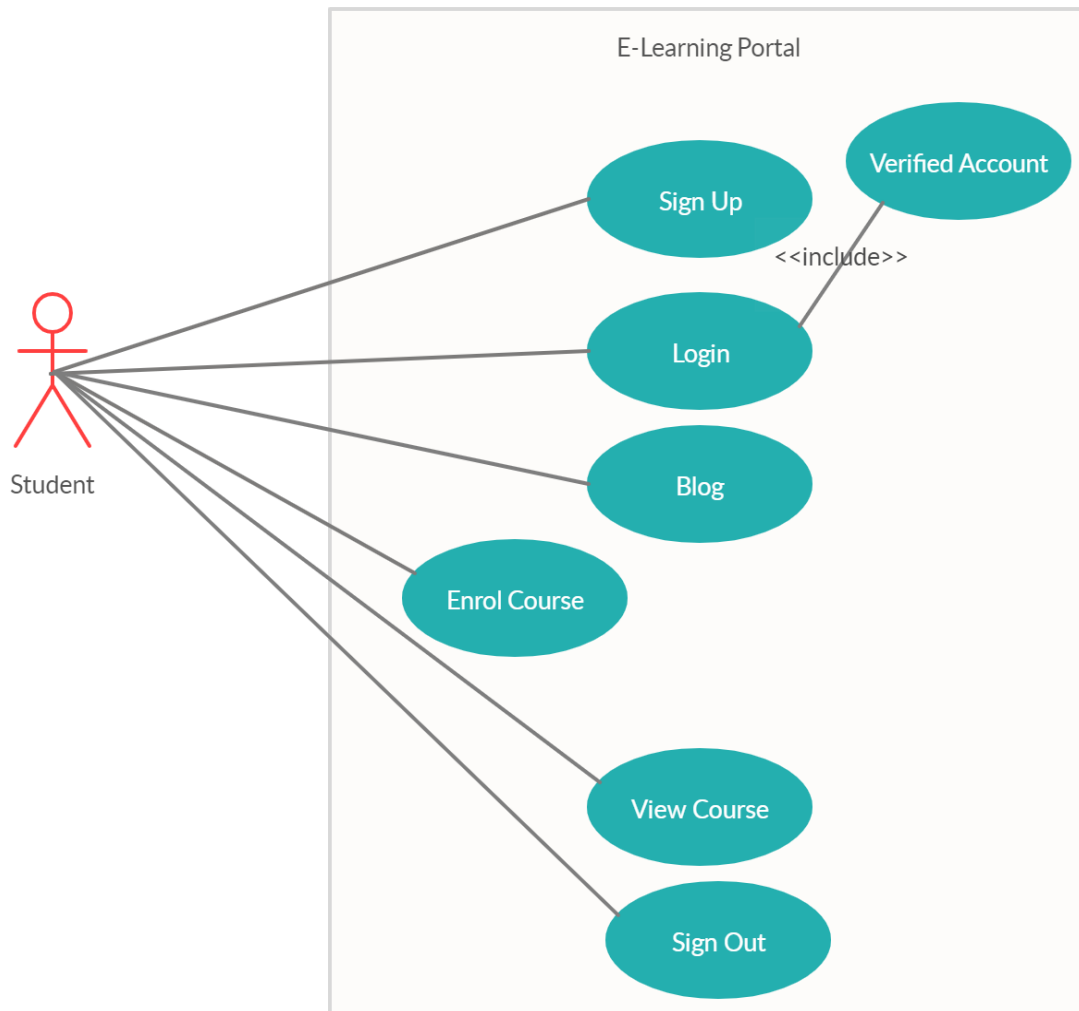 E-Learning Portal
Verified Account
Sign Up
<<include>>
Login
Student
Blog
Enrol Course
View Course
Sign Out